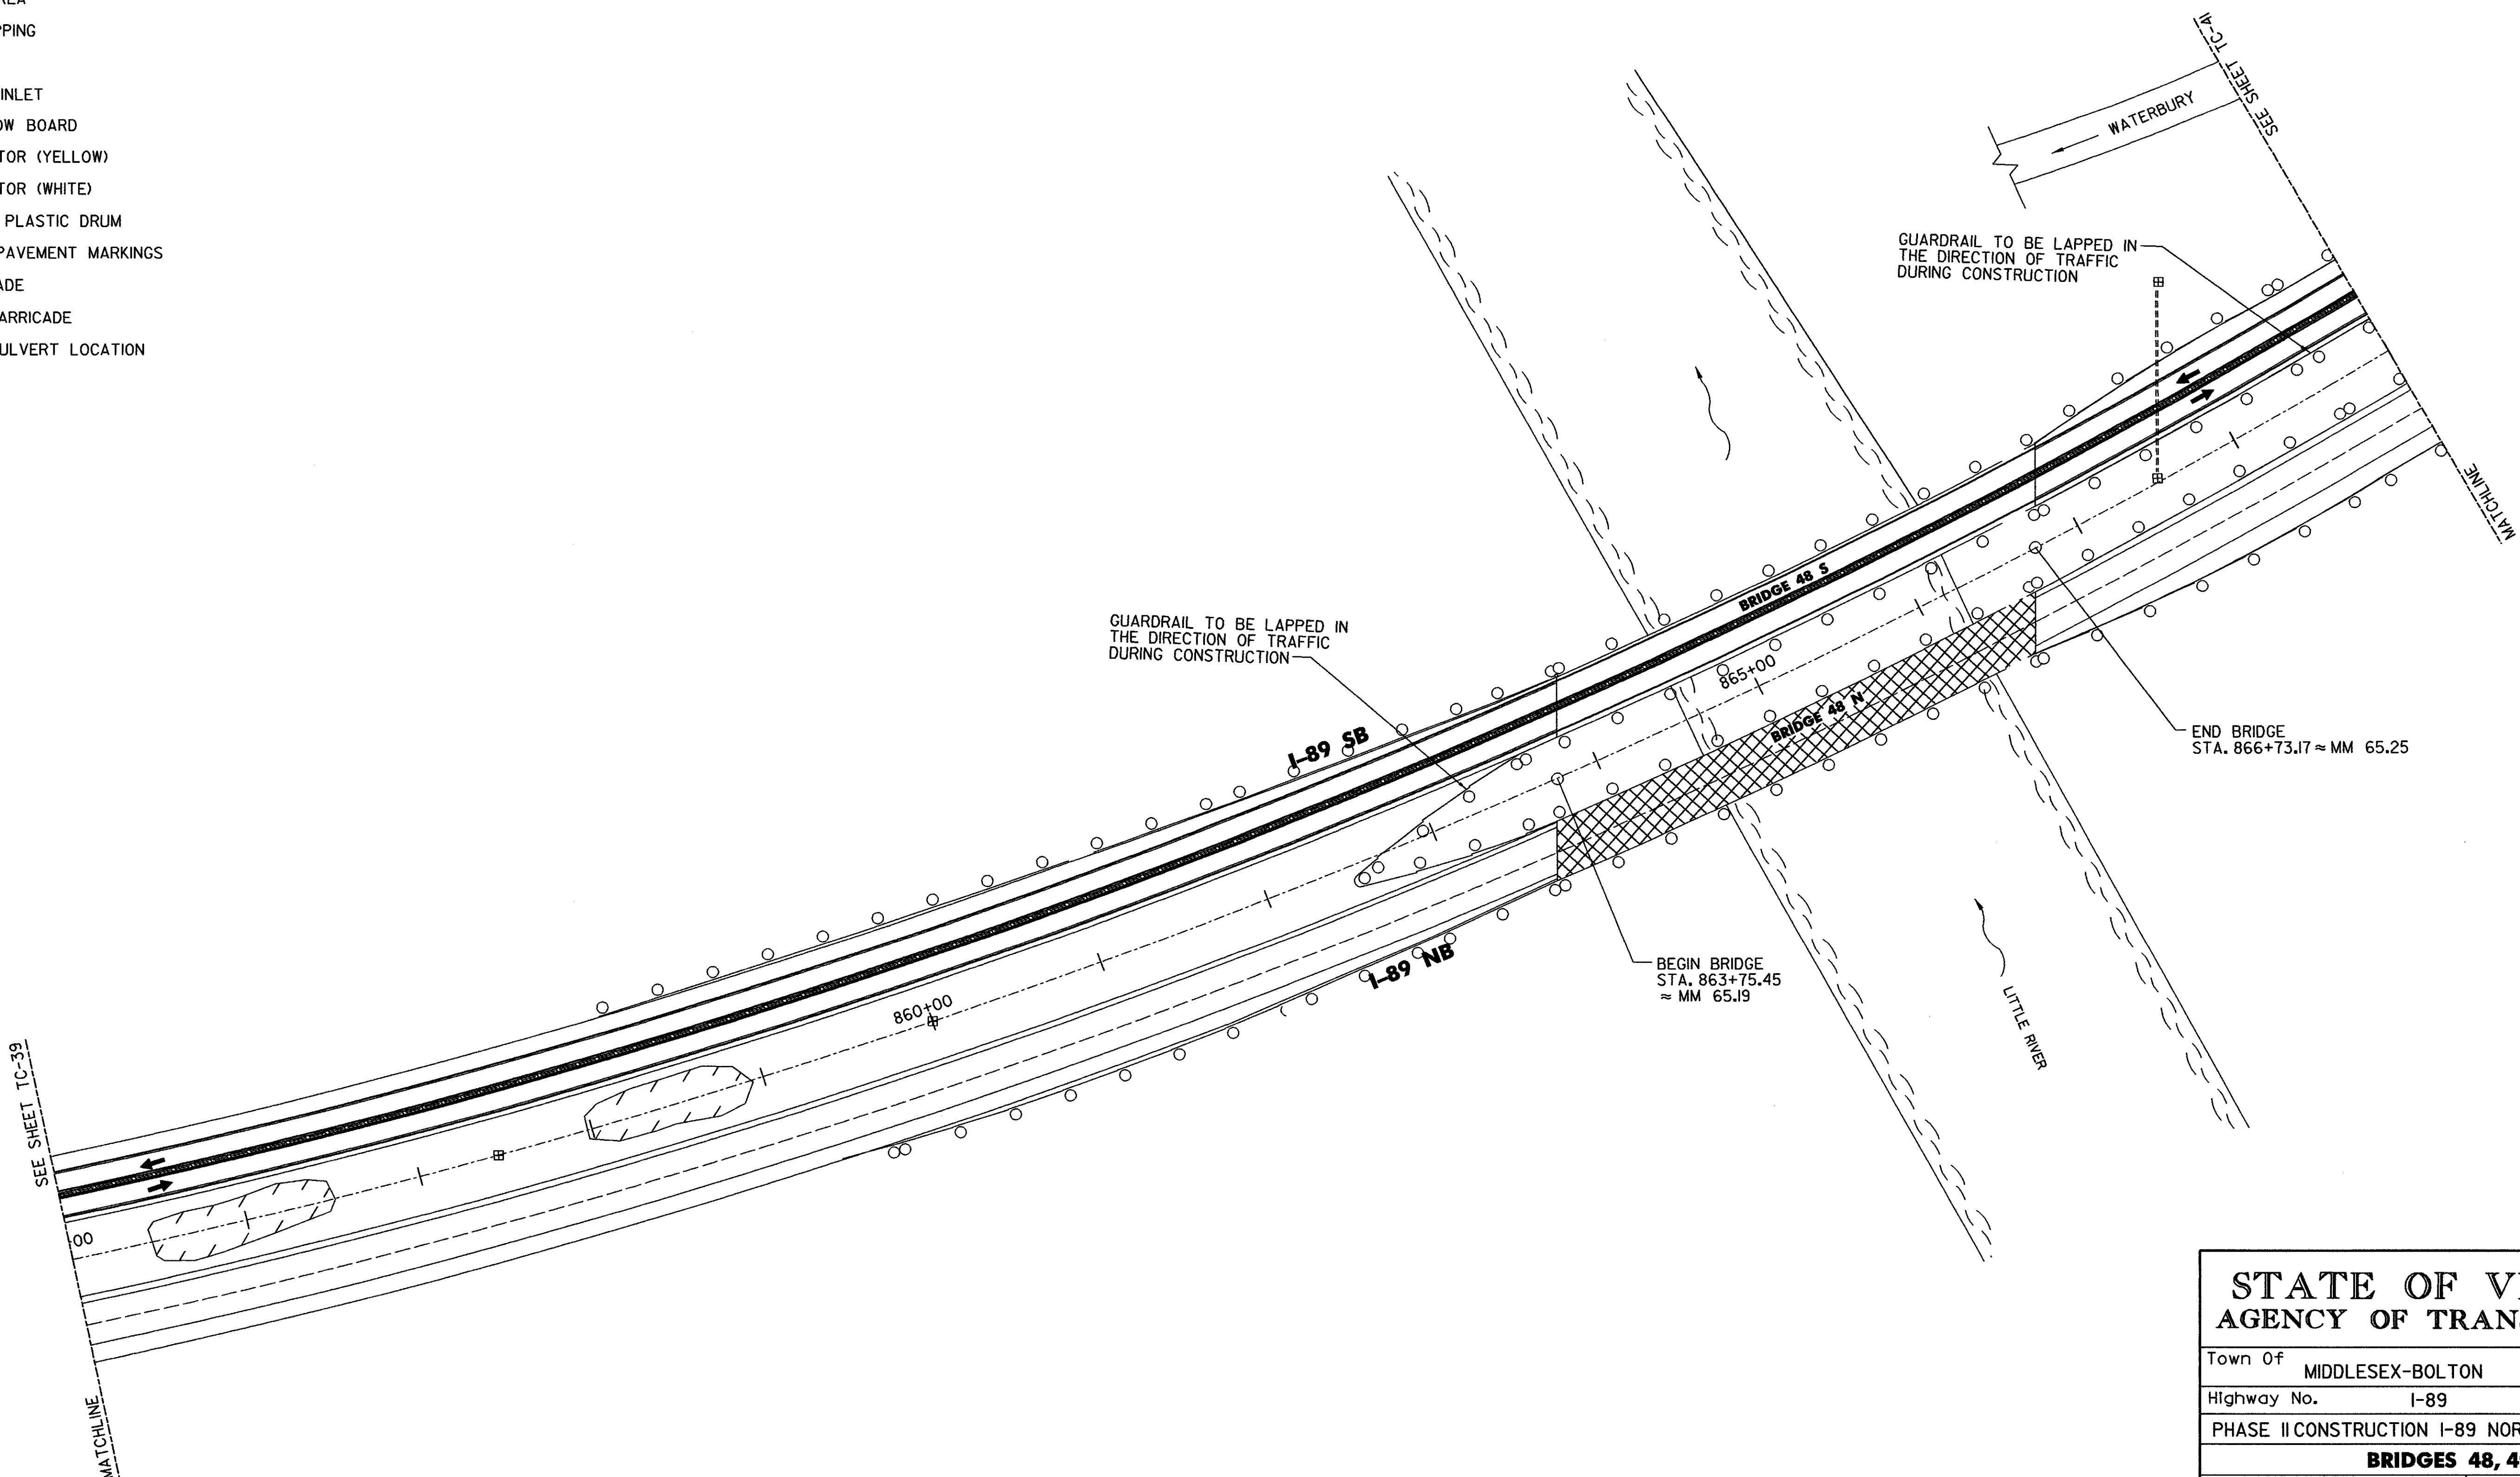 PPING
INLET
OW BOARD
TOR (YELLOW)
TOR (WHITE)
PLASTIC DRUM
PAVEMENT MARKINGS
ADE
ARRICADE
ULVERT LOCATION
SEE SHEET TC-41
WATERBURY
GUARDRAIL TO BE LAPPED IN
THE DIRECTION OF TRAFFIC
DURING CONSTRUCTION
MATCHLINE
BRIDGE 48 S
GUARDRAIL TO BE LAPPED IN
THE DIRECTION OF TRAFFIC
DURING CONSTRUCTION
865+00
BRIDGE 48 N
I-89 SB
END BRIDGE
STA. 866+73.17 ≈ MM 65.25
I-89 NB
BEGIN BRIDGE
STA. 863+75.45
≈ MM 65.19
860+00
LITTLE RIVER
SEE SHEET TC-39
00
MATCHLINE
STATE OF V
AGENCY OF TRAN
Town Of
MIDDLESEX-BOLTON
Highway No. I-89
PHASE II CONSTRUCTION I-89 NOR
BRIDGES 48, 4